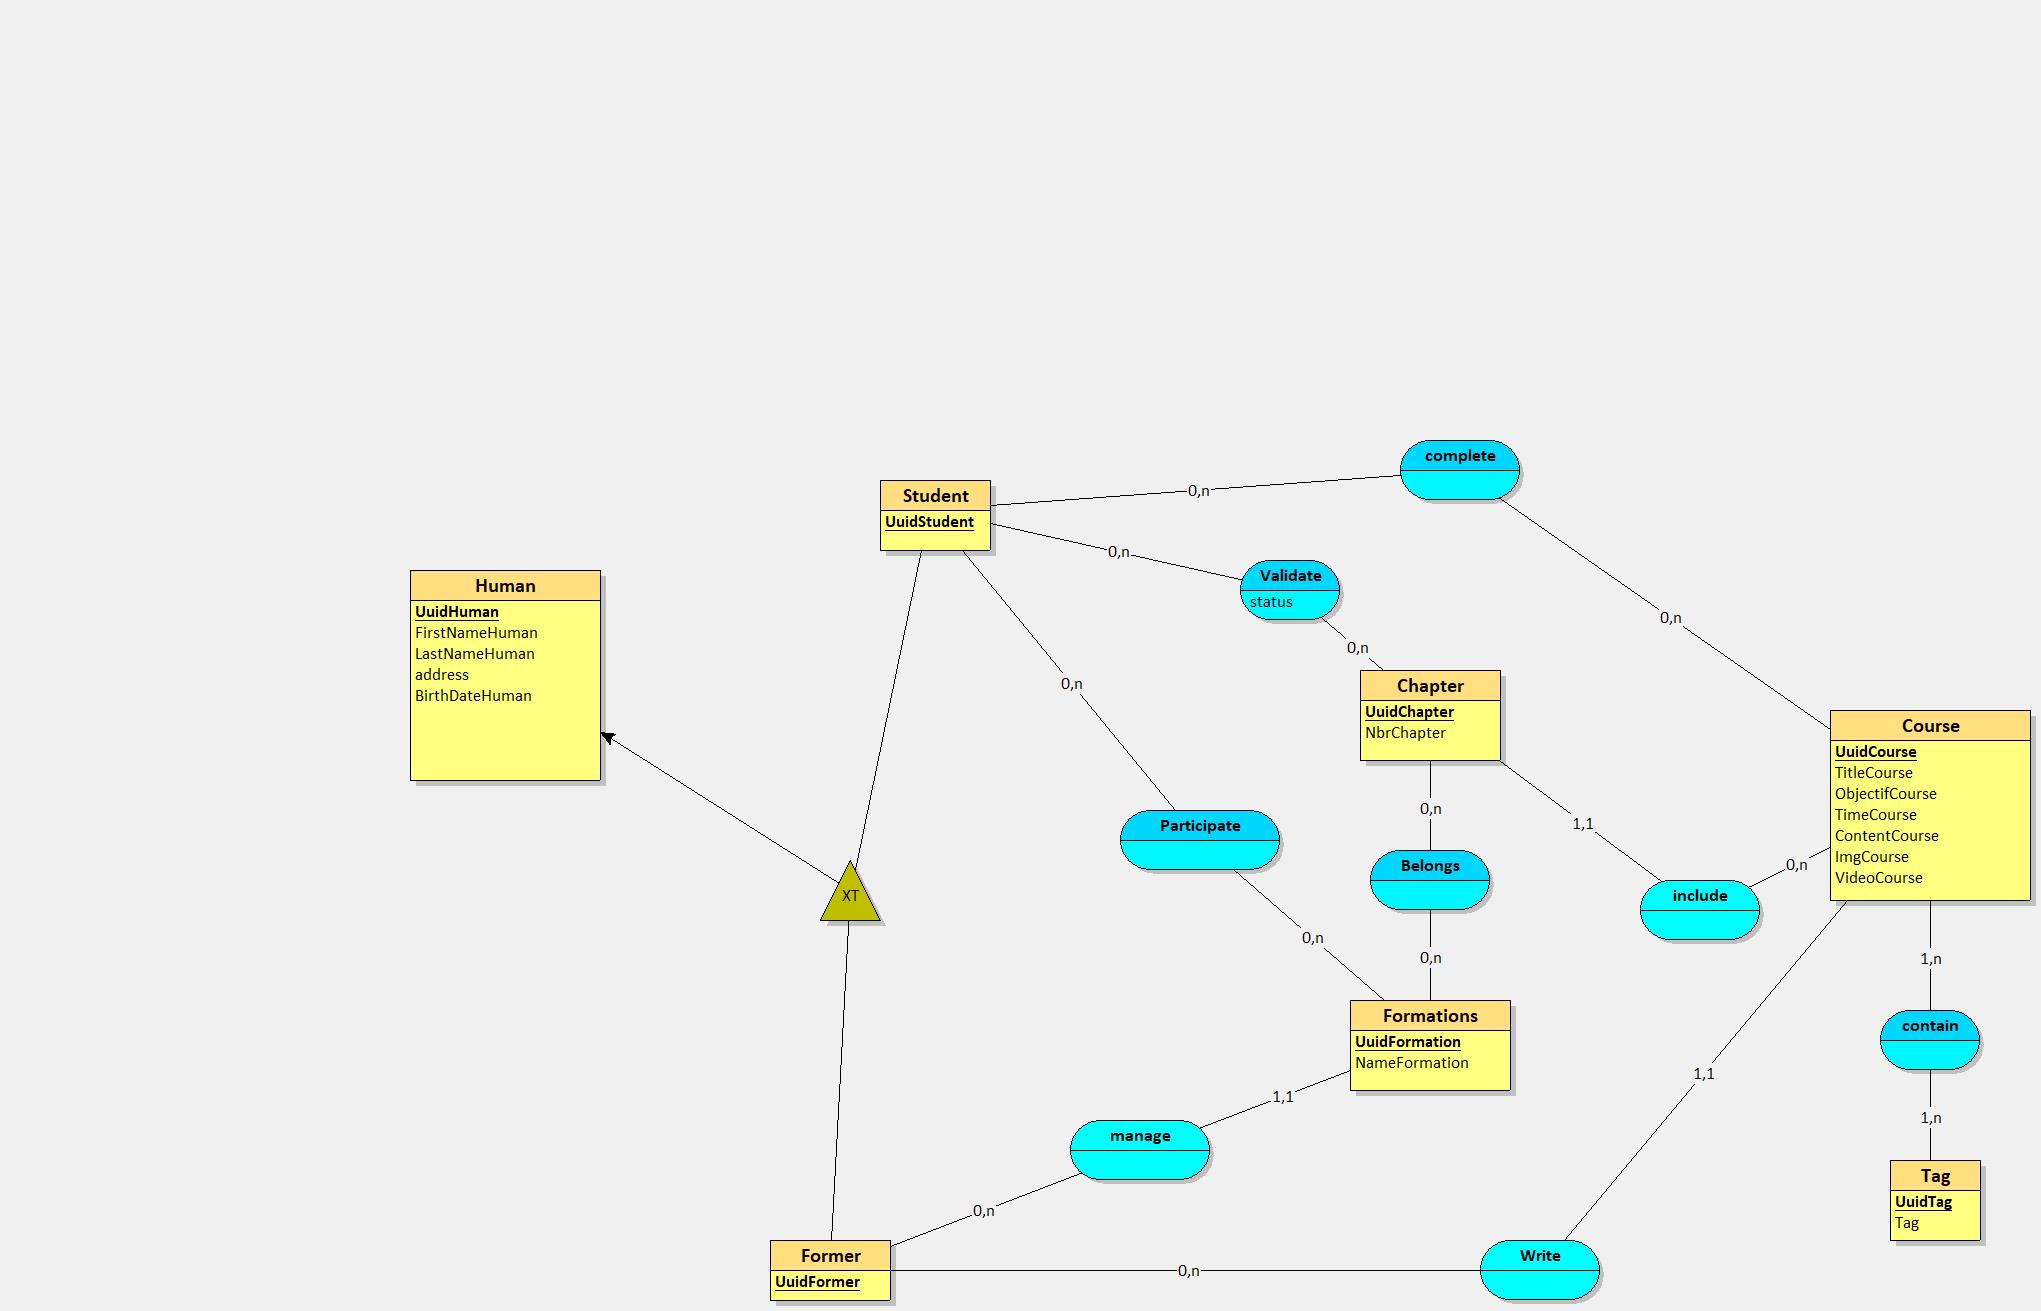 complete
Student
UuidStudent
0,n
0,n
Validate
status
Human
UuidHuman
FirstNameHuman
LastNameHuman
address
BirthDateHuman
0,n
0,n
0,n
Chapter
UuidChapter
NbrChapter
Course
UuidCourse
TitleCourse
ObjectifCourse
TimeCourse
ContentCourse
ImgCourse
VideoCourse
0,n
1,1
Participate
Belongs
0,n
include
XT
0,n
0,n
1,n
Formations
UuidFormation
NameFormation
contain
1,1
1,1
manage
1,n
Tag
UuidTag
Tag
0,n
Former
UuidFormer
0,n
Write